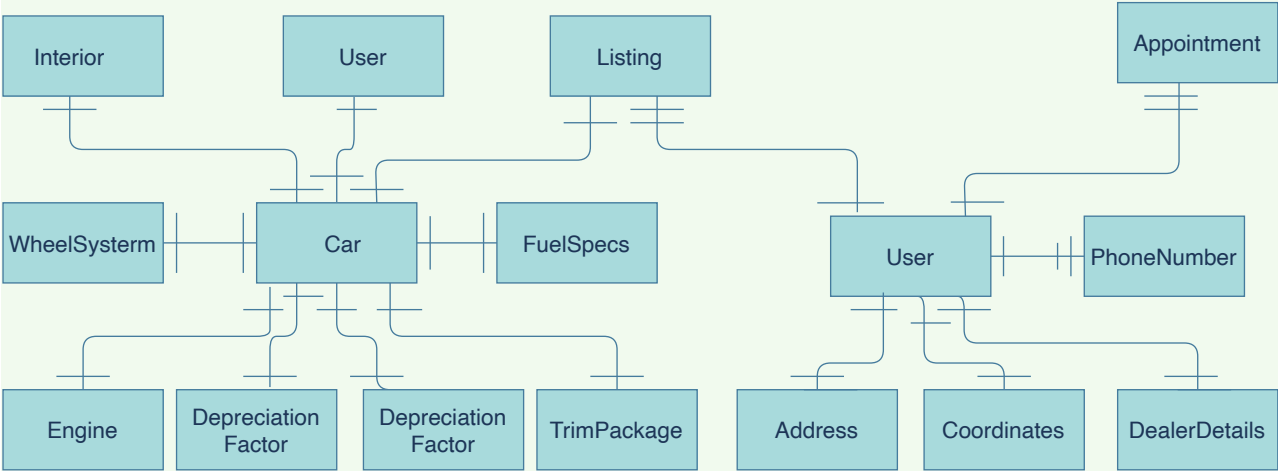 Interior
User
Listing
Appointment
WheelSysterm
Car
FuelSpecs
User
PhoneNumber
Engine
Depreciation
Factor
Depreciation
Factor
TrimPackage
Address
Coordinates
DealerDetails